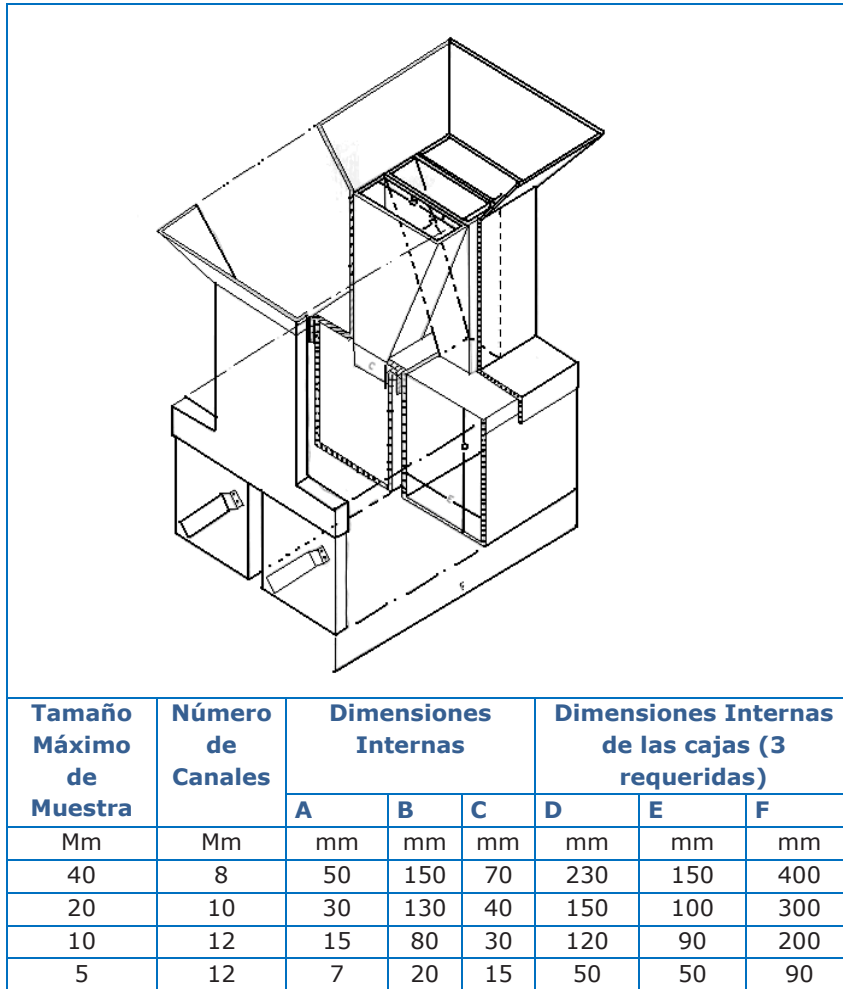 C
D
E
F
Tamaño Máximo de Muestra | Número de Canales | Dimensiones Internas | Dimensiones Internas de las cajas (3 requeridas)
A | B | C | D | E | F
Mm | Mm | mm | mm | mm | mm | mm | mm
40 | 8 | 50 | 150 | 70 | 230 | 150 | 400
20 | 10 | 30 | 130 | 40 | 150 | 100 | 300
10 | 12 | 15 | 80 | 30 | 120 | 90 | 200
5 | 12 | 7 | 20 | 15 | 50 | 50 | 90